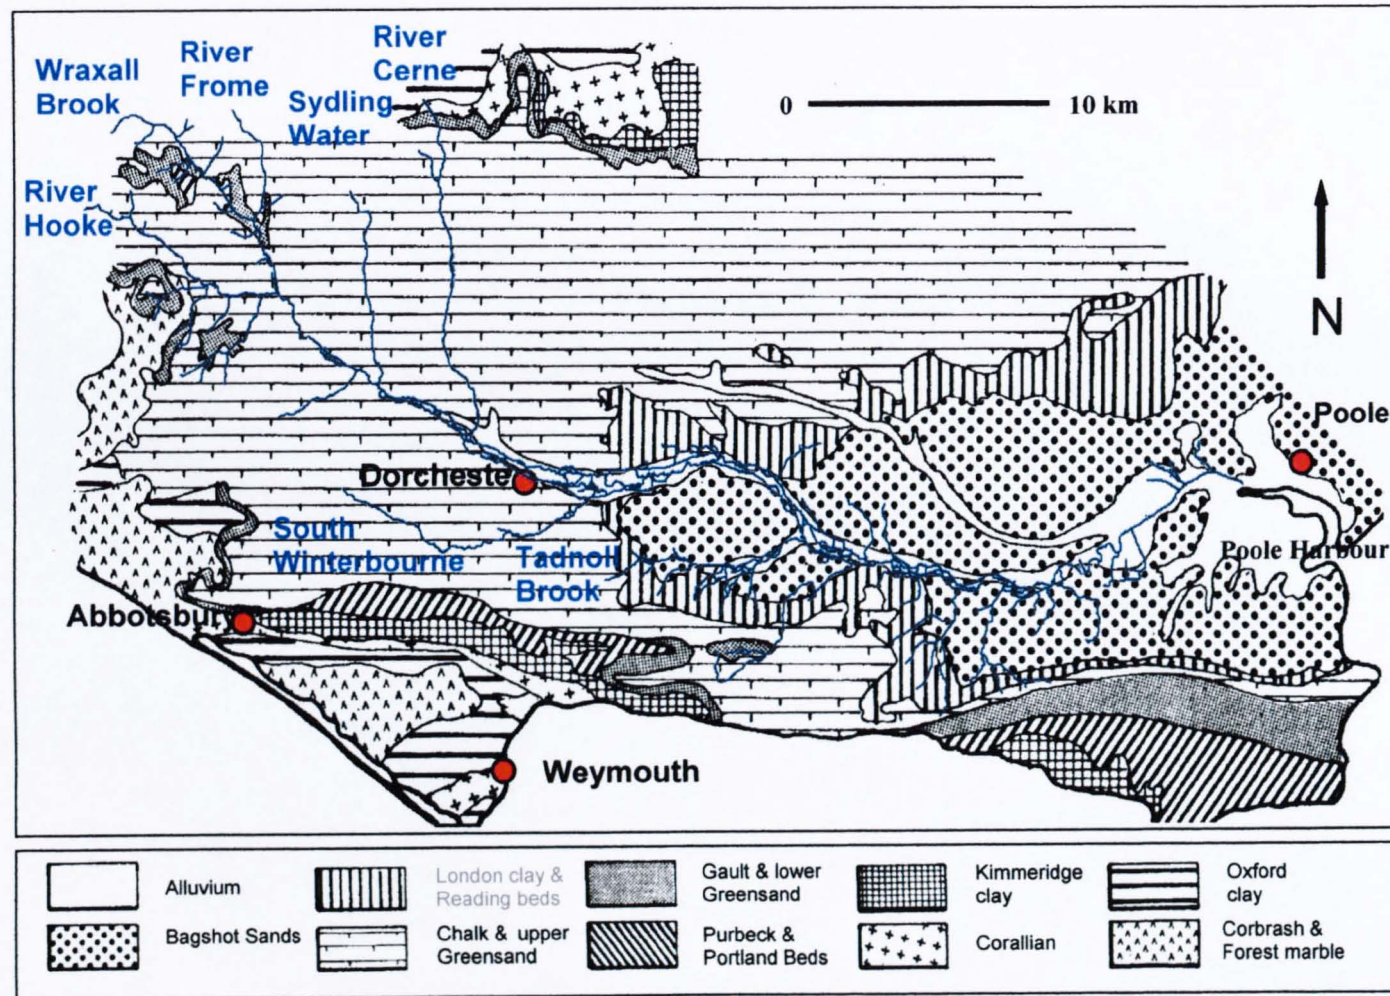 River
Cerne
River
Frome
Wraxall
Brook
Sydling
Water
0 10 km
River
Hooke
N
Poole
Dorcheste
South
Winterbourne
Tadnoll
Brook
Poole Harbour
Abbotsbury
Weymouth
Alluvium
London clay &
Reading beds
Gault & lower
Greensand
Kimmeridge
clay
Oxford
clay
Bagshot Sands
Chalk & upper
Greensand
Purbeck &
Portland Beds
Corallian
Corbrash &
Forest marble